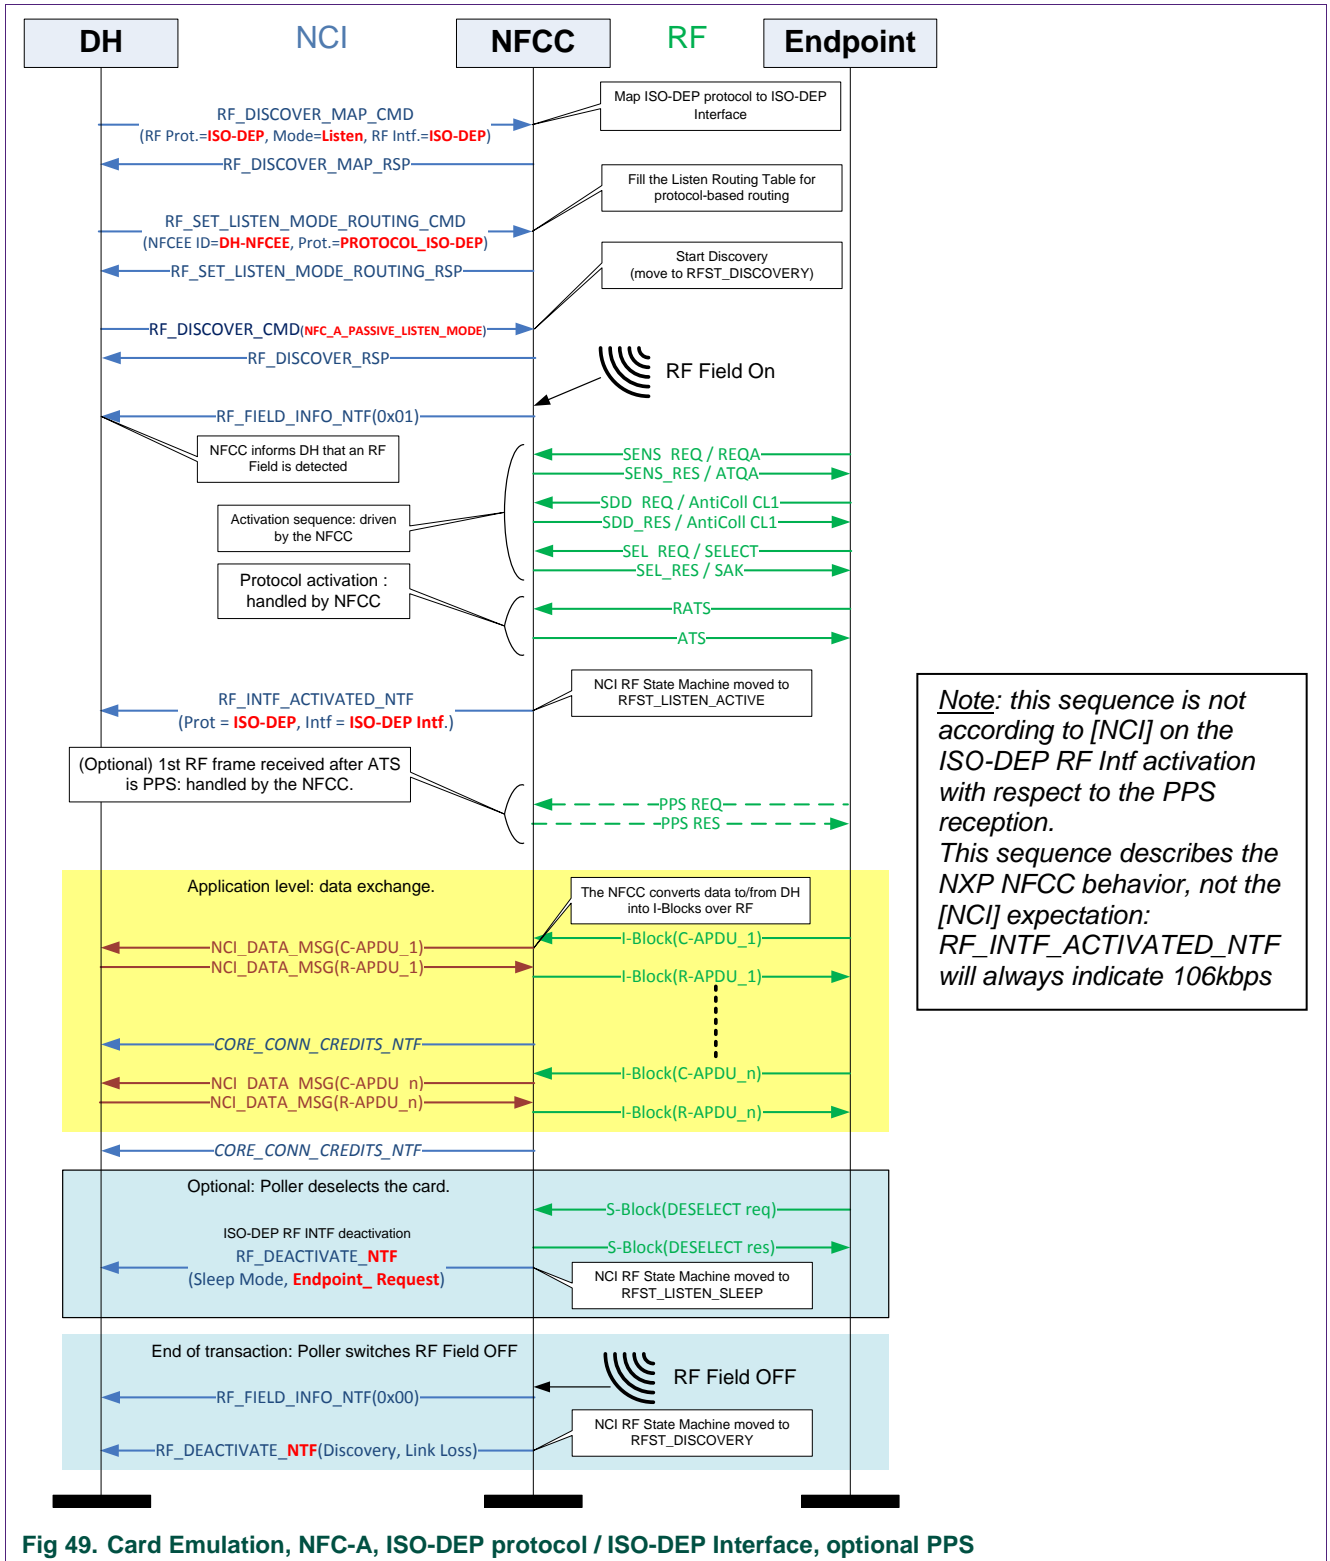 DH
NCI
NFCC
RF
Endpoint
Map ISO-DEP protocol to ISO-DEP
Interface
RF_DISCOVER_MAP_CMD
(RF Prot.=ISO-DEP, Mode=Listen, RF Intf.=ISO-DEP)
RF_DISCOVER_MAP_RSP
Fill the Listen Routing Table for
protocol-based routing
RF_SET_LISTEN_MODE_ROUTING_CMD
(NFCEE ID=DH-NFCEE, Prot.=PROTOCOL_ISO-DEP)
RF_SET_LISTEN_MODE_ROUTING_RSP
Start Discovery
(move to RFST_DISCOVERY)
RF_DISCOVER_CMD(NFC_A_PASSIVE_LISTEN_MODE)
RF_DISCOVER_RSP
RF Field On
RF_FIELD_INFO_NTF(0x01)
NFCC informs DH that an RF
Field is detected
SENS_REQ / REQA
SENS_RES / ATQA
SDD_REQ / AntiColl CL1
SDD_RES / AntiColl CL1
Activation sequence: driven
by the NFCC
SEL_REQ / SELECT
SEL_RES / SAK
Protocol activation :
handled by NFCC
RATS
ATS
RF_INTF_ACTIVATED_NTF
(Prot = ISO-DEP, Intf = ISO-DEP Intf.)
NCI RF State Machine moved to
RFST_LISTEN_ACTIVE
(Optional) 1st RF frame received after ATS
is PPS: handled by the NFCC.
PPS REQ
PPS RES
Note: this sequence is not
according to [NCI] on the
ISO-DEP RF Intf activation
with respect to the PPS
reception.
This sequence describes the
NXP NFCC behavior, not the
[NCI] expectation:
RF_INTF_ACTIVATED_NTF
will always indicate 106kbps
Application level: data exchange.
The NFCC converts data to/from DH
into I-Blocks over RF
NCI_DATA_MSG(C-APDU_1)
I-Block(C-APDU_1)
NCI_DATA_MSG(R-APDU_1)
I-Block(R-APDU_1)
CORE_CONN_CREDITS_NTF
NCI_DATA_MSG(C-APDU_n)
I-Block(C-APDU_n)
NCI_DATA_MSG(R-APDU_n)
I-Block(R-APDU_n)
CORE_CONN_CREDITS_NTF
Optional: Poller deselects the card.
S-Block(DESELECT req)
ISO-DEP RF INTF deactivation
RF_DEACTIVATE_NTF
(Sleep Mode, Endpoint_ Request)
S-Block(DESELECT res)
NCI RF State Machine moved to
RFST_LISTEN_SLEEP
End of transaction: Poller switches RF Field OFF
RF Field OFF
RF_FIELD_INFO_NTF(0x00)
NCI RF State Machine moved to
RFST_DISCOVERY
RF_DEACTIVATE_NTF(Discovery, Link Loss)
Fig 49. Card Emulation, NFC-A, ISO-DEP protocol / ISO-DEP Interface, optional PPS